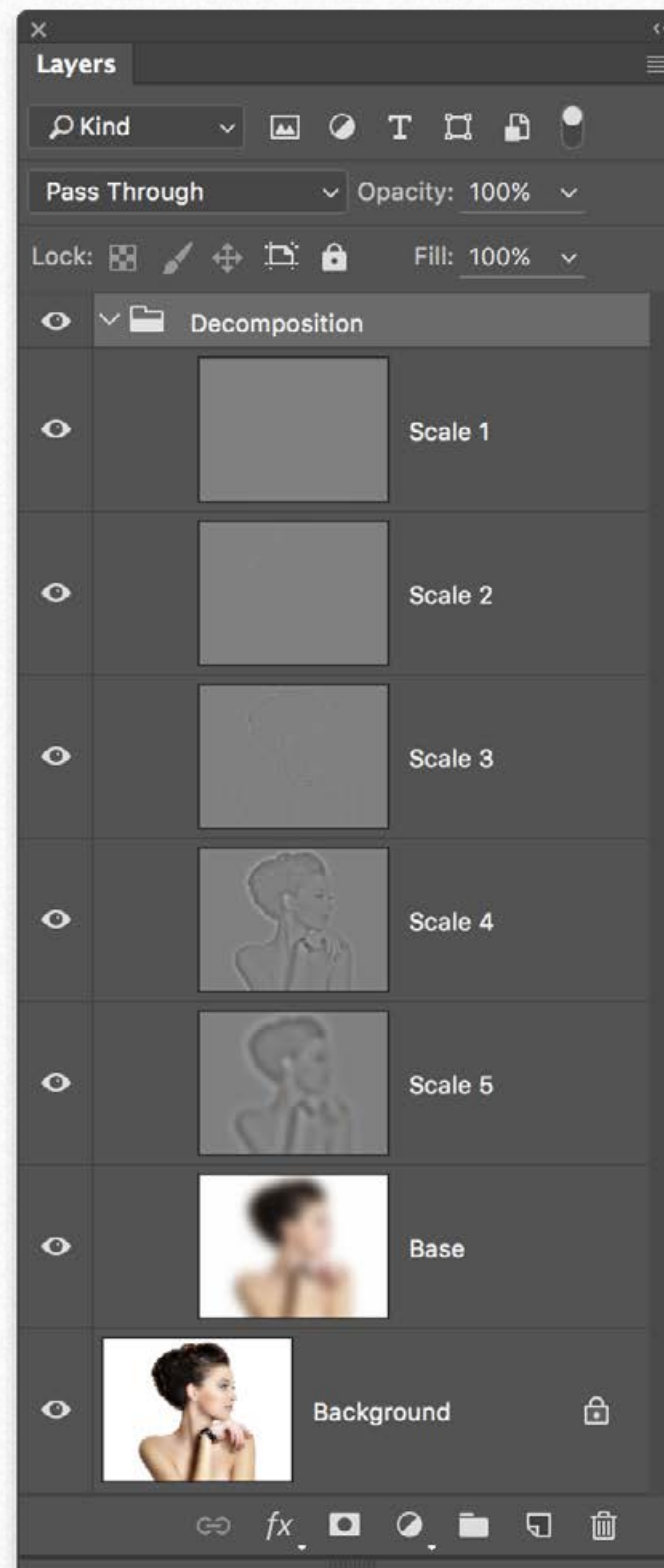 Layers
Kind
Pass Through Opacity: 100%
Lock: Fill: 100%
Decomposition
Scale 1
Scale 2
Scale 3
Scale 4
Scale 5
Base
Background
fx